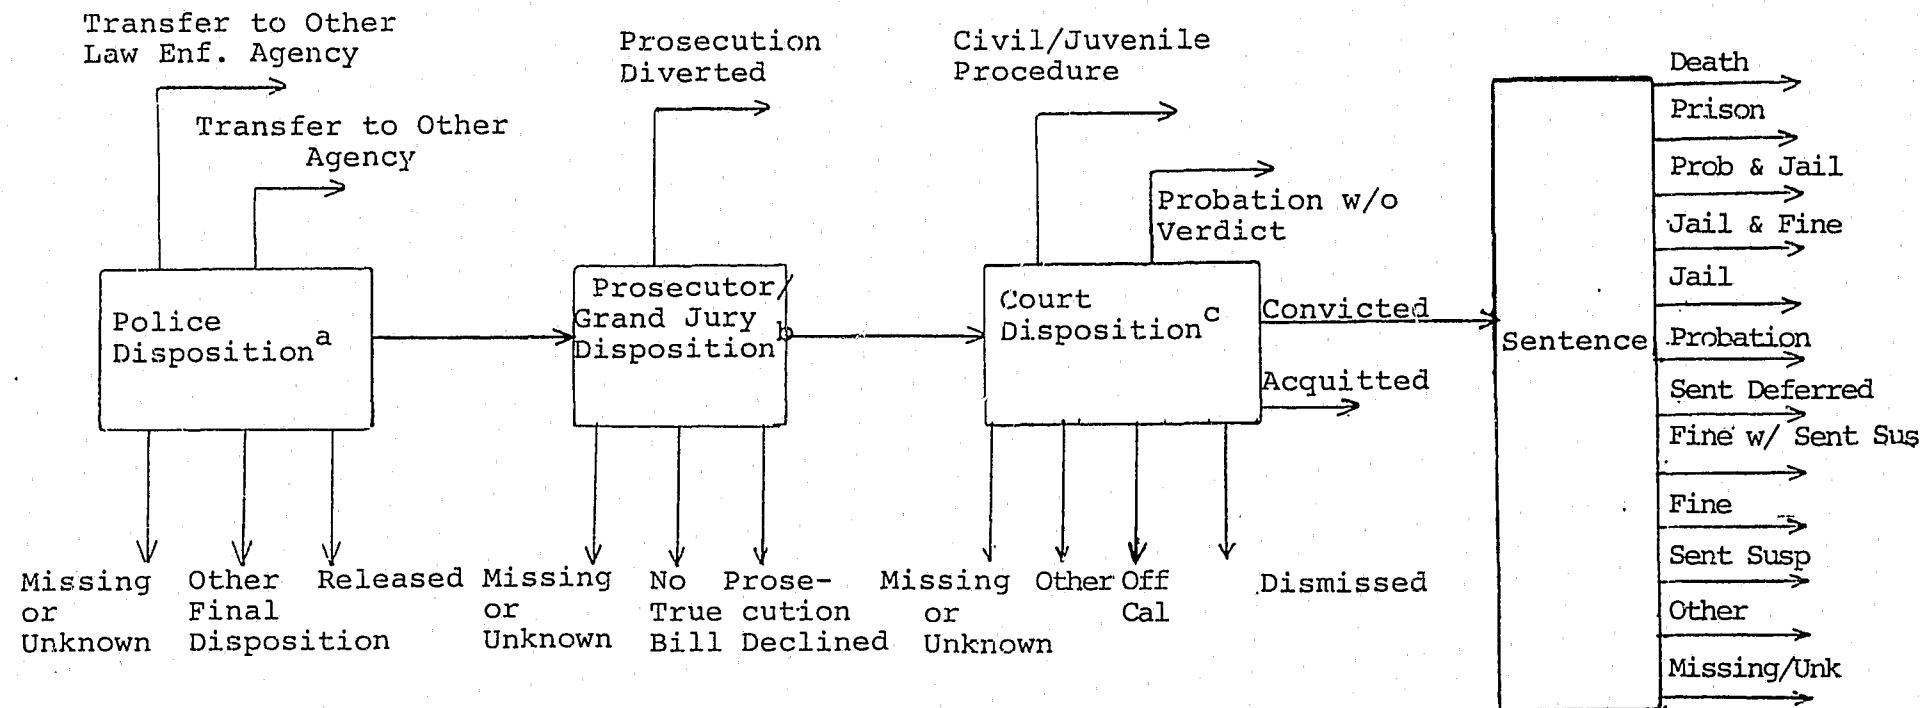 Transfer to Other
Law Enf. Agency
Transfer to Other
Agency
Prosecution
Diverted
Civil/Juvenile
Procedure
Probation w/o
Verdict
Police
Disposition a
Prosecutor/
Grand Jury
Disposition b
Court
Disposition c
Convicted
Acquitted
Sentence
Death
Prison
Prob & Jail
Jail & Fine
Jail
Probation
Sent Deferred
Fine w/ Sent Sus
Fine
Sent Susp
Other
Missing/Unk
Missing
or
Unknown
Other
Final
Disposition
Released
Missing
or
Unknown
No
True
Bill
Prose-
cution
Declined
Missing
or
Unknown
Other
Off
Cal
Dismissed